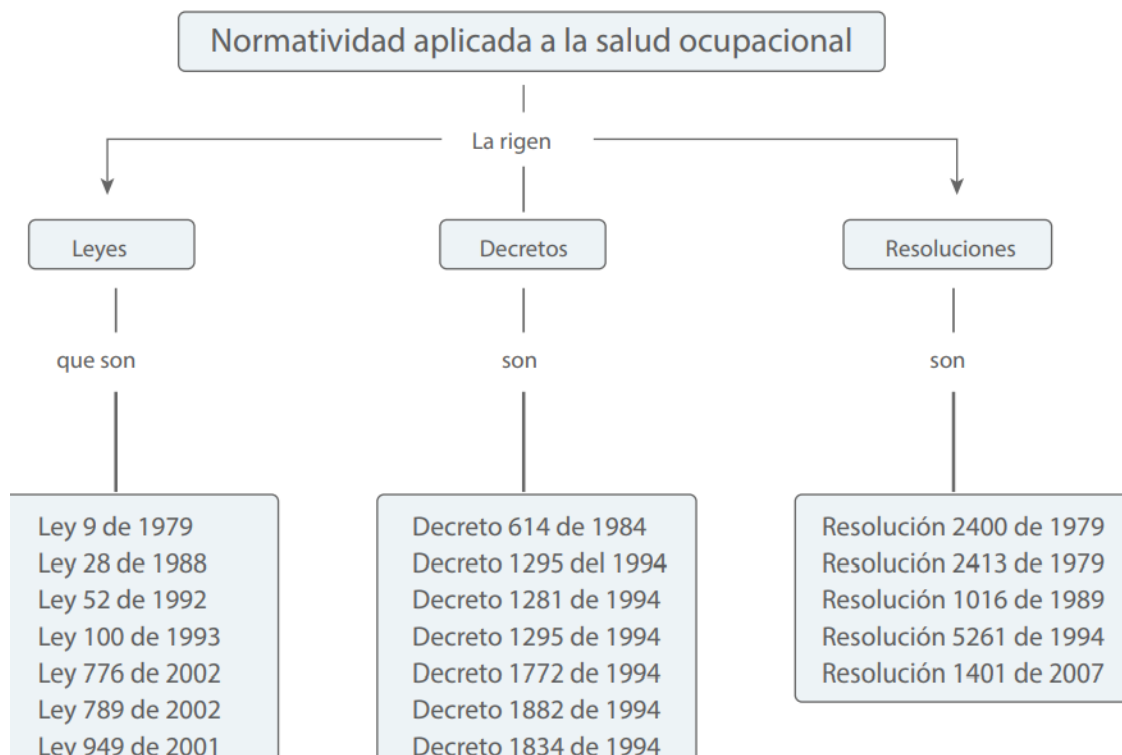 Normatividad aplicada a la salud ocupacional
La rigen
Leyes
Decretos
Resoluciones
que son
son
son
Ley 9 de 1979
Ley 28 de 1988
Ley 52 de 1992
Ley 100 de 1993
Ley 776 de 2002
Ley 789 de 2002
Ley 949 de 2001
Decreto 614 de 1984
Decreto 1295 del 1994
Decreto 1281 de 1994
Decreto 1295 de 1994
Decreto 1772 de 1994
Decreto 1882 de 1994
Decreto 1834 de 1994
Resolución 2400 de 1979
Resolución 2413 de 1979
Resolución 1016 de 1989
Resolución 5261 de 1994
Resolución 1401 de 2007